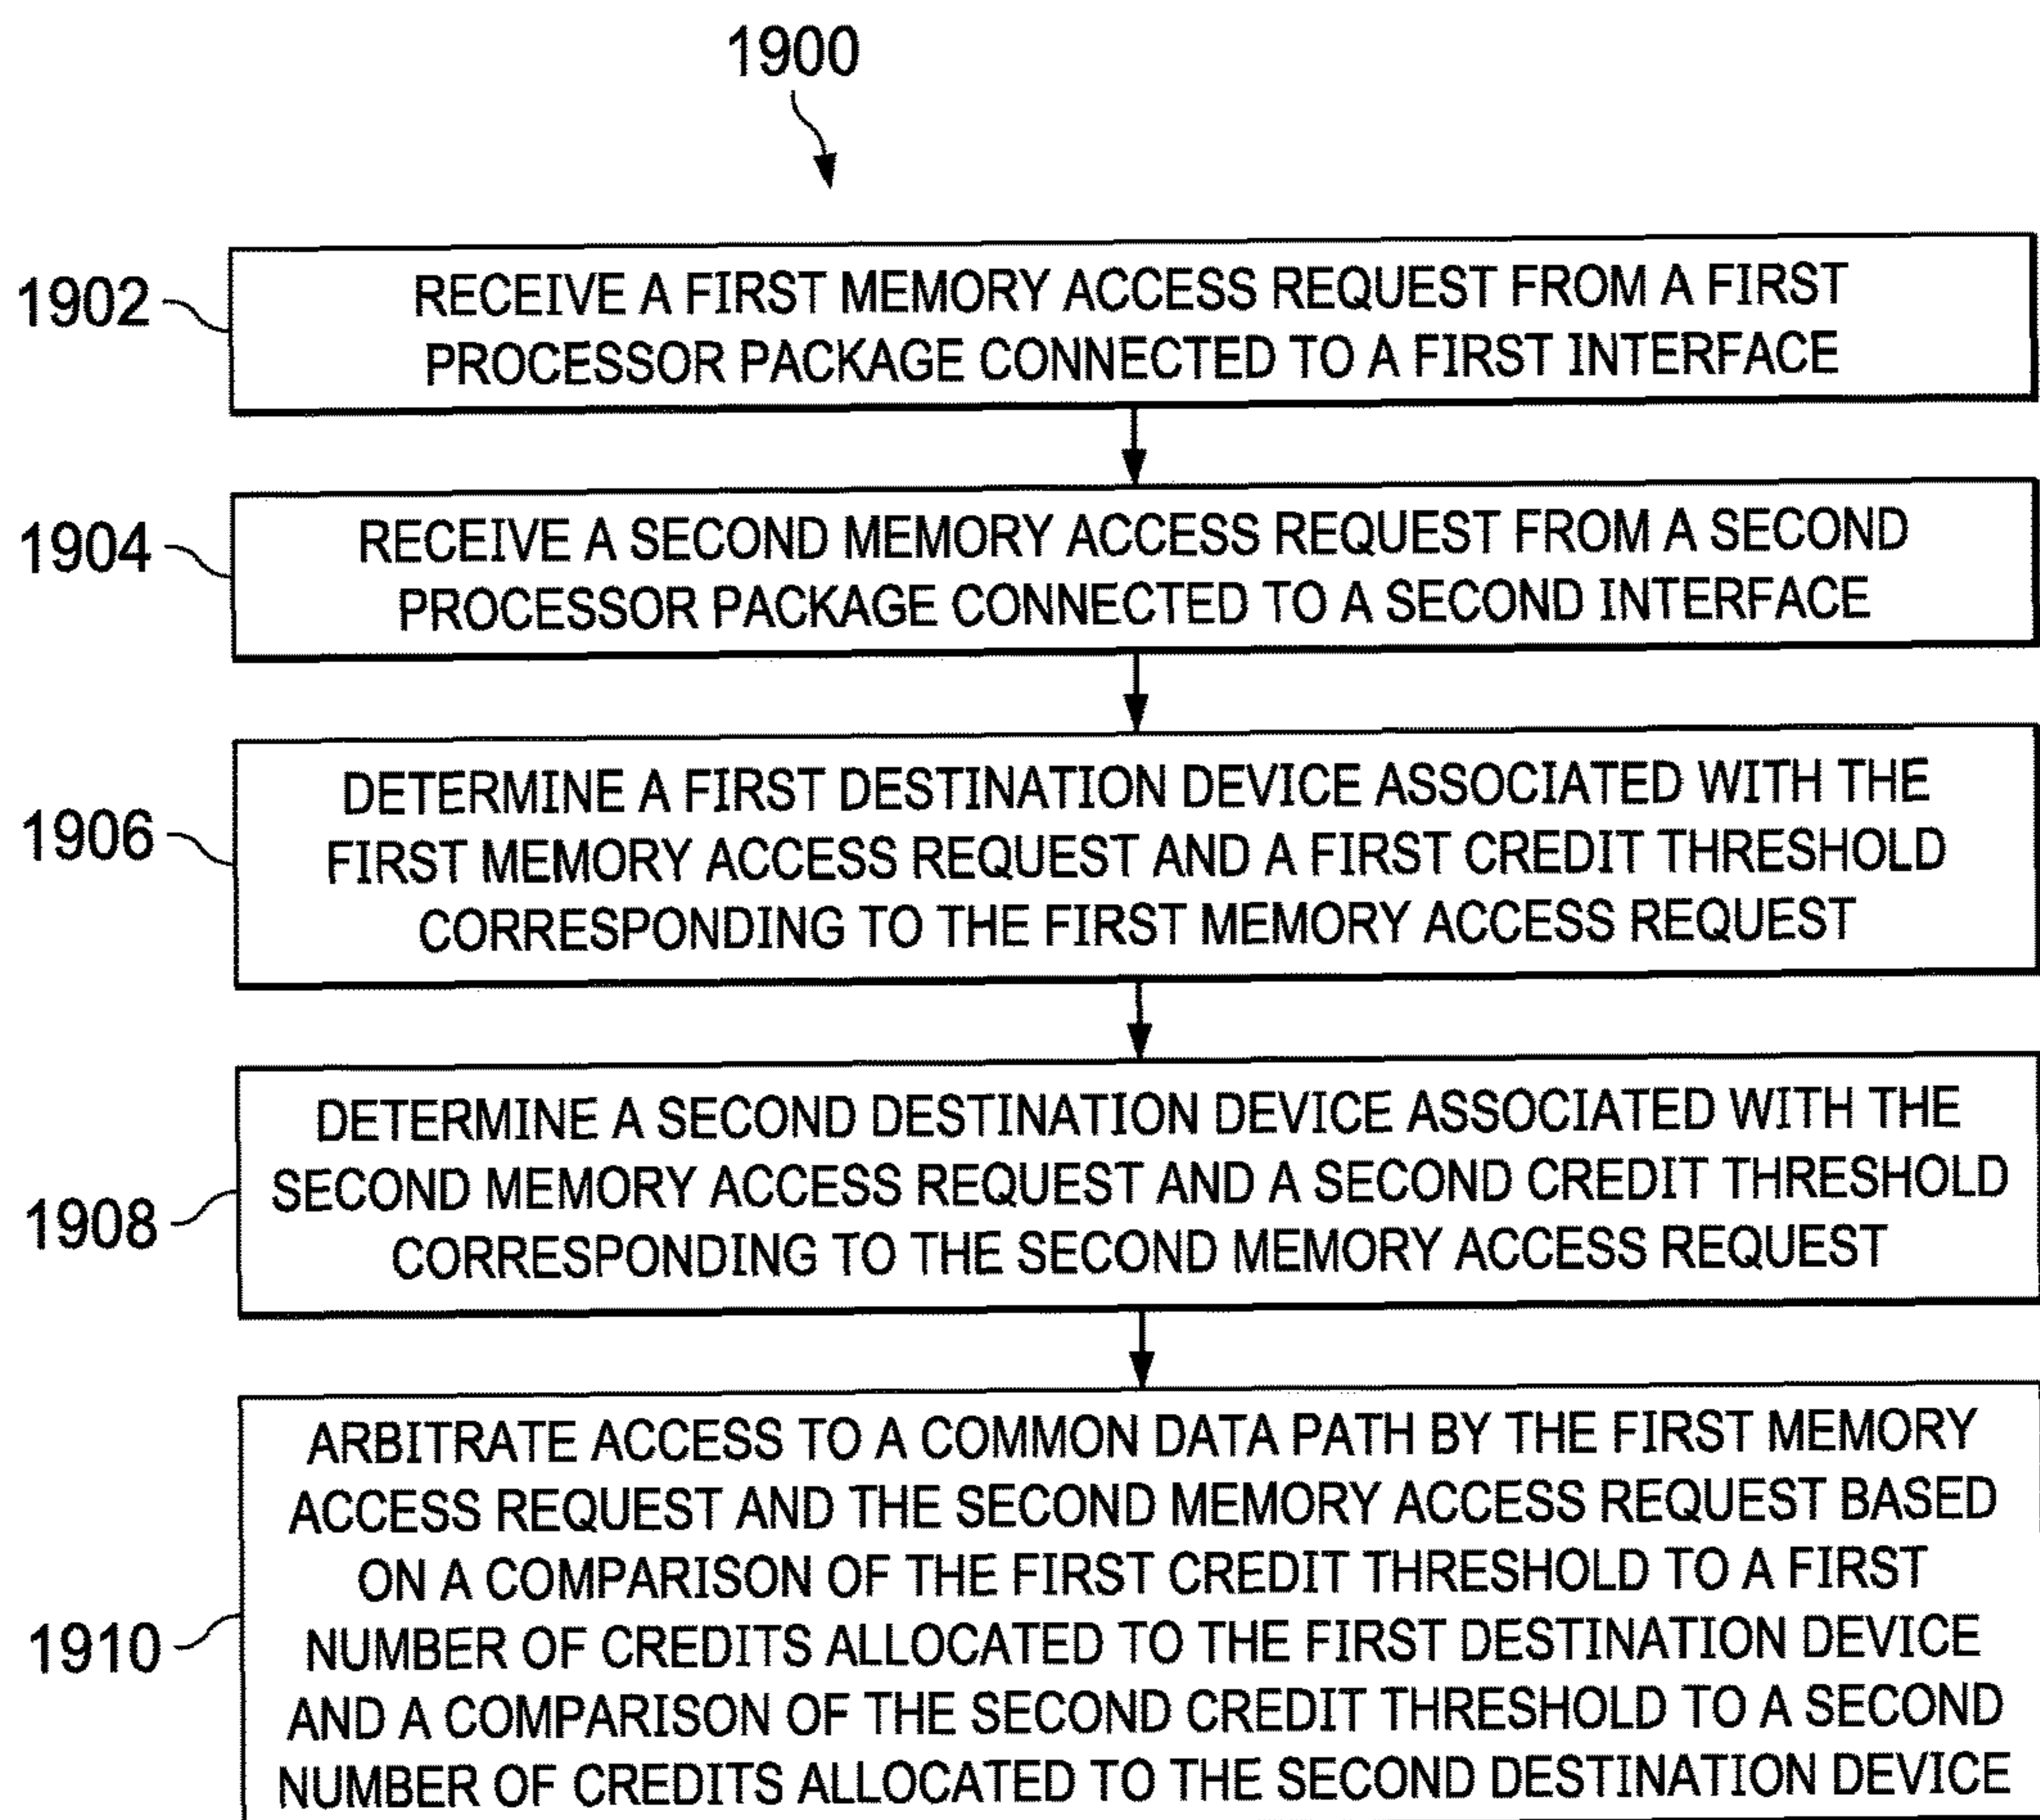 1900
1902
RECEIVE A FIRST MEMORY ACCESS REQUEST FROM A FIRST
PROCESSOR PACKAGE CONNECTED TO A FIRST INTERFACE
1904
RECEIVE A SECOND MEMORY ACCESS REQUEST FROM A SECOND
PROCESSOR PACKAGE CONNECTED TO A SECOND INTERFACE
1906
DETERMINE A FIRST DESTINATION DEVICE ASSOCIATED WITH THE
FIRST MEMORY ACCESS REQUEST AND A FIRST CREDIT THRESHOLD
CORRESPONDING TO THE FIRST MEMORY ACCESS REQUEST
1908
DETERMINE A SECOND DESTINATION DEVICE ASSOCIATED WITH THE
SECOND MEMORY ACCESS REQUEST AND A SECOND CREDIT THRESHOLD
CORRESPONDING TO THE SECOND MEMORY ACCESS REQUEST
1910
ARBITRATE ACCESS TO A COMMON DATA PATH BY THE FIRST MEMORY
ACCESS REQUEST AND THE SECOND MEMORY ACCESS REQUEST BASED
ON A COMPARISON OF THE FIRST CREDIT THRESHOLD TO A FIRST
NUMBER OF CREDITS ALLOCATED TO THE FIRST DESTINATION DEVICE
AND A COMPARISON OF THE SECOND CREDIT THRESHOLD TO A SECOND
NUMBER OF CREDITS ALLOCATED TO THE SECOND DESTINATION DEVICE